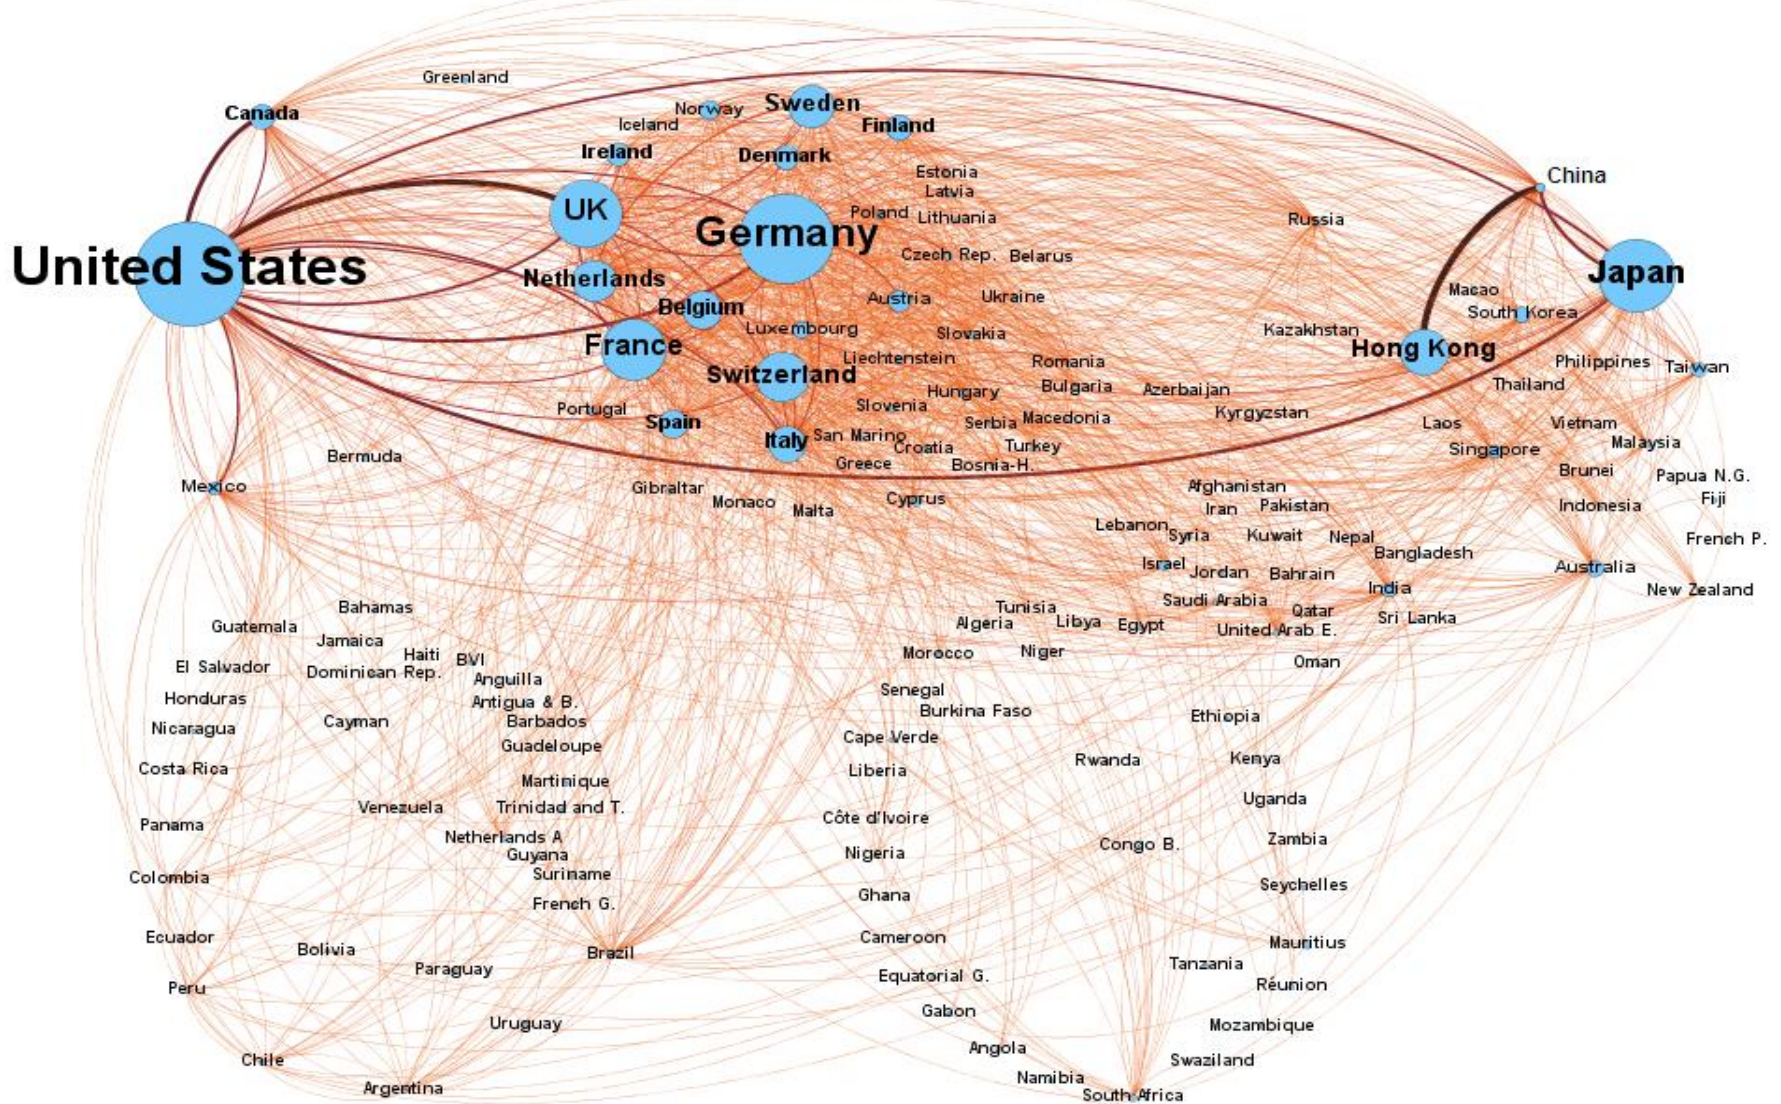 Greenland
Canada
Norway
Sweden
Iceland
Finland
Ireland
Denmark
Estonia
China
Latvia
UK
Poland
Lithuania
Russia
Germany
Czech Rep.
Belarus
United States
Netherlands
Japan
Belgium
Austria
Ukraine
Macao
South Korea
Luxembourg
Slovakia
Kazakhstan
France
Hong Kong
Liechtenstein
Romania
Philippines
Taiwan
Switzerland
Hungary
Bulgaria
Azerbaijan
Thailand
Portugal
Slovenia
Kyrgyzstan
Spain
Serbia
Macedonia
Laos
Vietnam
Italy
San Marino
Croatia
Turkey
Singapore
Malaysia
Bermuda
Greece
Bosnia-H.
Brunei
Papua N.G.
Mexico
Gibraltar
Monaco
Malta
Cyprus
Afghanistan
Iran
Pakistan
Indonesia
Fiji
Lebanon
Syria
Kuwait
Nepal
French P.
Bangladesh
Israel
Jordan
Bahrain
India
Australia
New Zealand
Bahamas
Tunisia
Saudi Arabia
Qatar
Sri Lanka
Guatemala
Jamaica
Algeria
Libya
Egypt
United Arab E.
Haiti
BVI
Morocco
Niger
Oman
El Salvador
Dominican Rep.
Anguilla
Senegal
Honduras
Antigua & B.
Burkina Faso
Ethiopia
Nicaragua
Cayman
Barbados
Cape Verde
Guadeloupe
Rwanda
Kenya
Costa Rica
Martinique
Liberia
Uganda
Venezuela
Trinidad and T.
Panama
Côte d'Ivoire
Netherlands A
Congo B.
Zambia
Guyana
Nigeria
Colombia
Suriname
Seychelles
French G.
Ghana
Ecuador
Bolivia
Brazil
Cameroon
Mauritius
Paraguay
Equatorial G.
Tanzania
Peru
Réunion
Uruguay
Gabon
Mozambique
Chile
Angola
Swaziland
Argentina
Namibia
South Africa